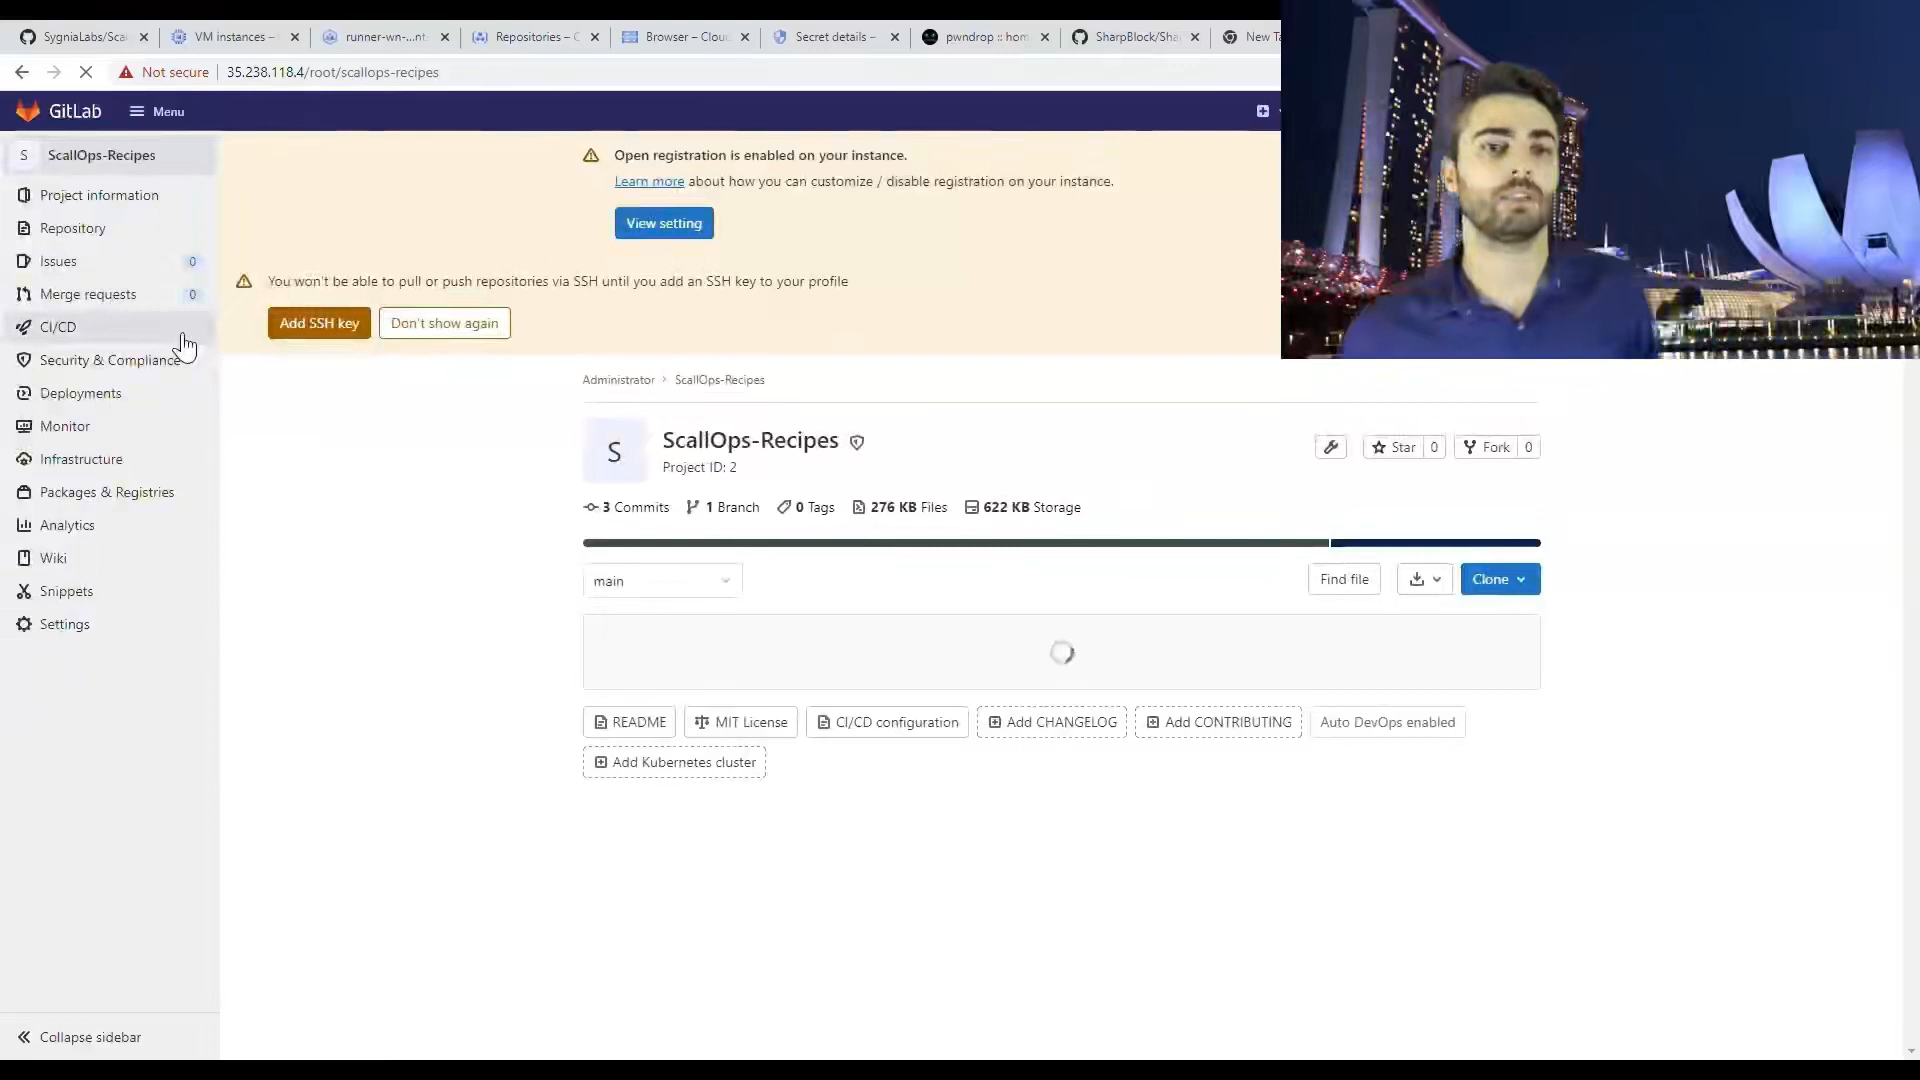 SygniaLabs/Sca
VM instances –
runner-wn-...nt
Repositories – C
Browser – Clou
Secret details –
pwndrop :: hom
SharpBlock/Sha
New Ta
Not secure
35.238.118.4/root/scallops-recipes
GitLab
Menu
S ScallOps-Recipes
Project information
Repository
Issues 0
Merge requests 0
CI/CD
Security & Compliance
Deployments
Monitor
Infrastructure
Packages & Registries
Analytics
Wiki
Snippets
Settings
Collapse sidebar
Open registration is enabled on your instance.
Learn more about how you can customize / disable registration on your instance.
View setting
You won't be able to pull or push repositories via SSH until you add an SSH key to your profile
Add SSH key Don't show again
Administrator > ScallOps-Recipes
S
ScallOps-Recipes
Project ID: 2
Star 0 Fork 0
3 Commits 1 Branch 0 Tags 276 KB Files 622 KB Storage
main Find file Clone
README MIT License CI/CD configuration Add CHANGELOG Add CONTRIBUTING Auto DevOps enabled
Add Kubernetes cluster